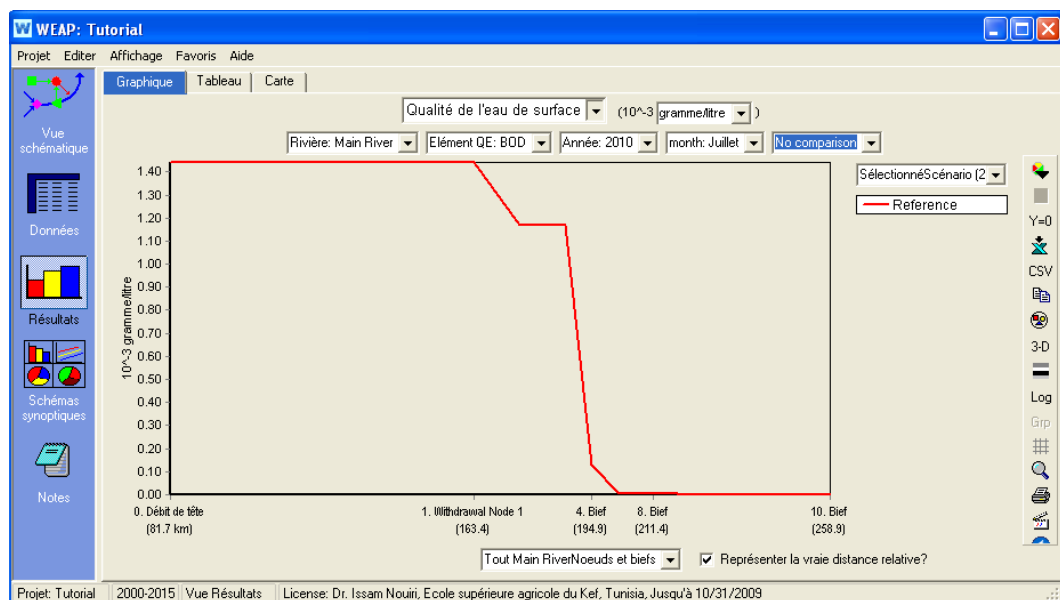 WEAP: Tutorial
Projet Editer Affichage Favoris Aide
Graphique Tableau Carte
Qualité de l'eau de surface (10^-3 gramme/litre )
Rivière: Main River Elément QE: BOD Année: 2010 month: Juillet No comparison
SélectionnéScénario (2
Reference
Vue schématique
Données
Résultats
Schémas synoptiques
Notes
10^-3 gramme/litre
1.40
1.30
1.20
1.10
1.00
0.90
0.80
0.70
0.60
0.50
0.40
0.30
0.20
0.10
0.00
0. Débit de tête 1. Withdrawal Node 1 4. Bief 8. Bief 10. Bief
(81.7 km) (163.4) (194.9) (211.4) (258.9)
Tout Main RiverNoeuds et biefs Représenter la vraie distance relative?
Y=0
CSV
3-D
Log
Grp
Projet: Tutorial 2000-2015 Vue Résultats License: Dr. Issam Nouiri, Ecole supérieure agricole du Kef, Tunisia, Jusqu'à 10/31/2009